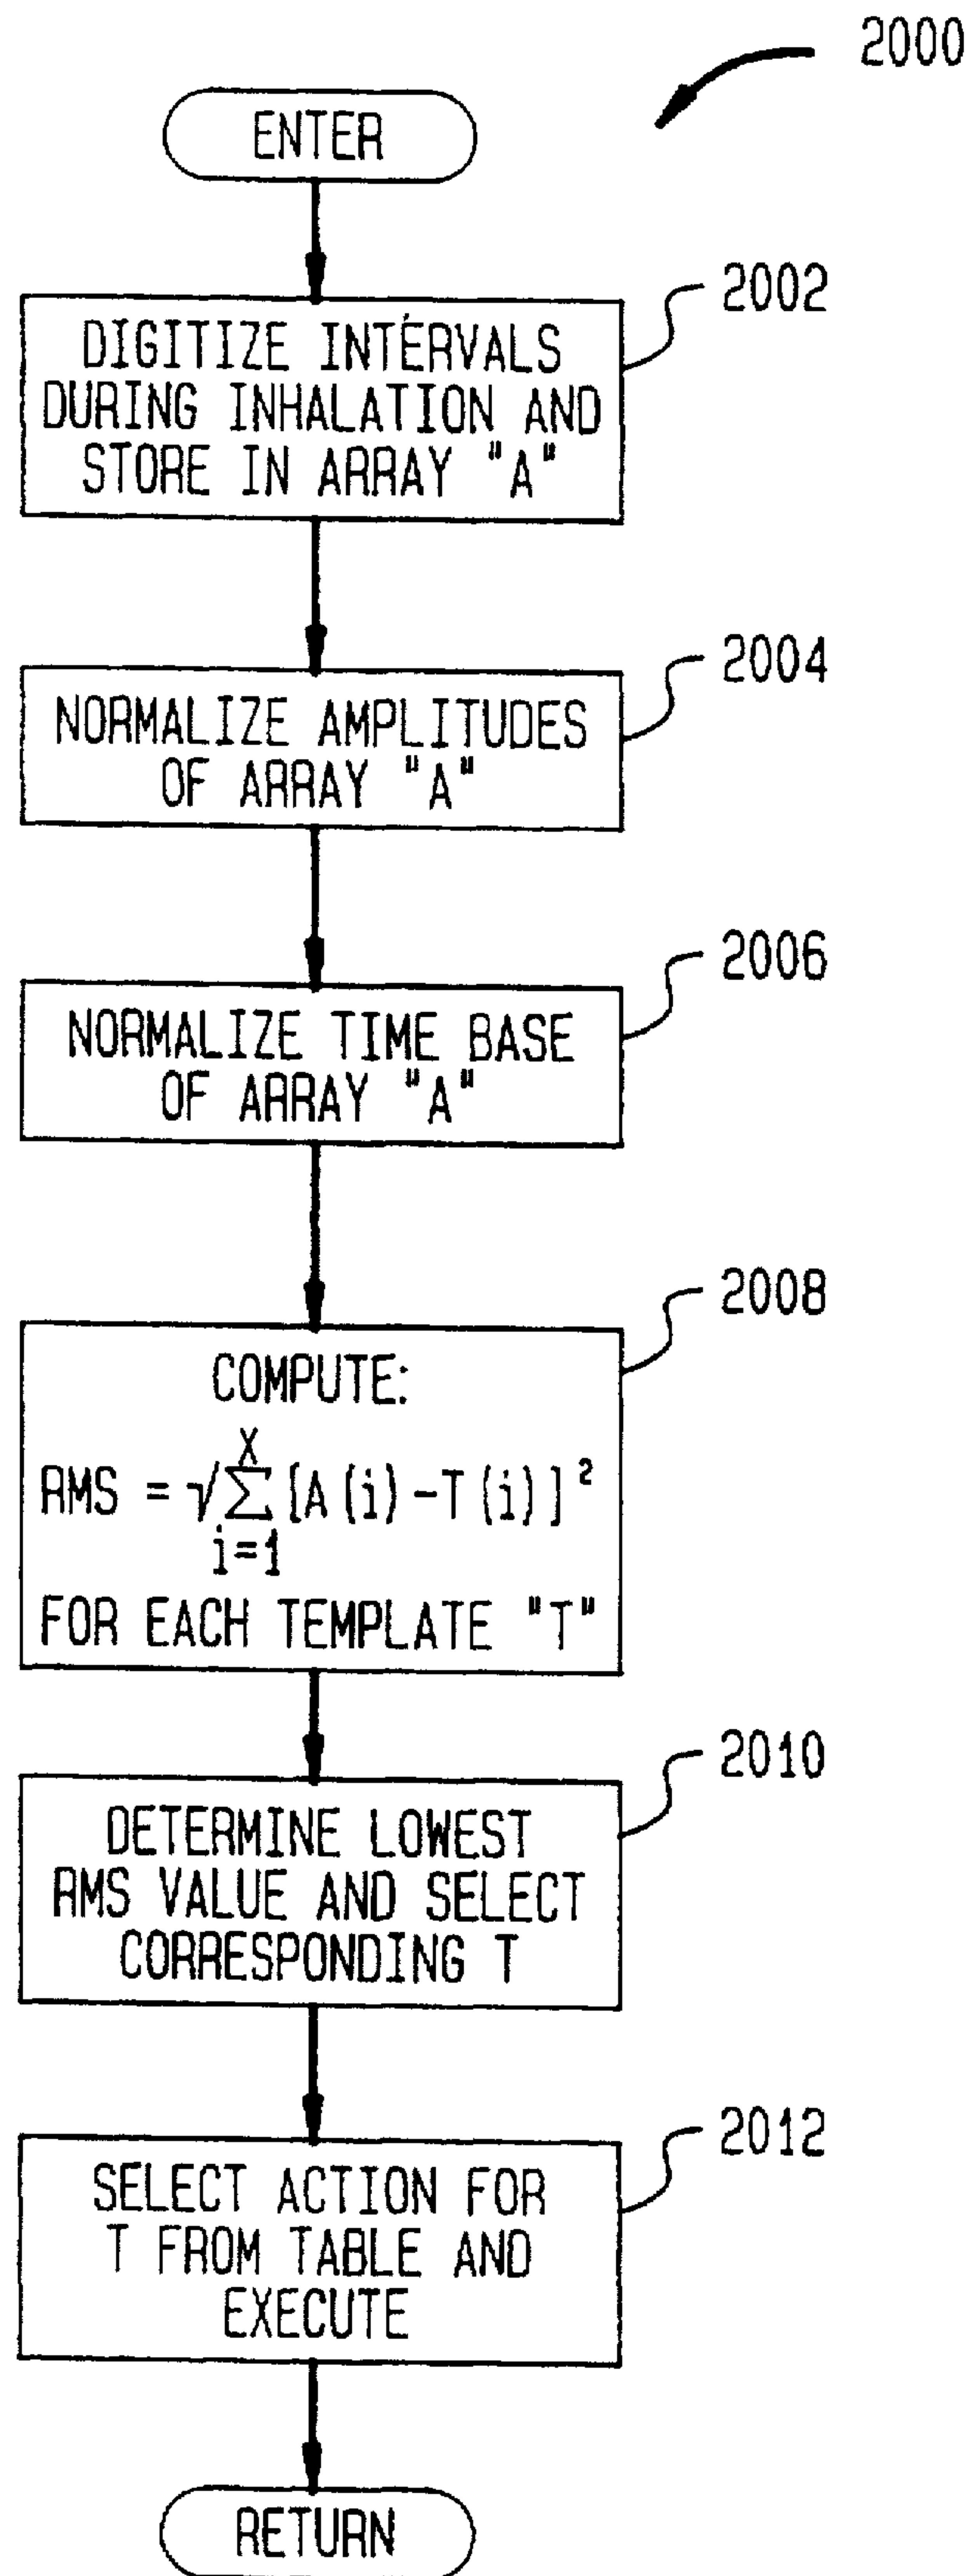 2000
ENTER
2002
DIGITIZE INTERVALS
DURING INHALATION AND
STORE IN ARRAY "A"
2004
NORMALIZE AMPLITUDES
OF ARRAY "A"
2006
NORMALIZE TIME BASE
OF ARRAY "A"
2008
COMPUTE:
RMS = √∑[A(i)-T(i)]²
X
i=1
FOR EACH TEMPLATE "T"
2010
DETERMINE LOWEST
RMS VALUE AND SELECT
CORRESPONDING T
2012
SELECT ACTION FOR
T FROM TABLE AND
EXECUTE
RETURN